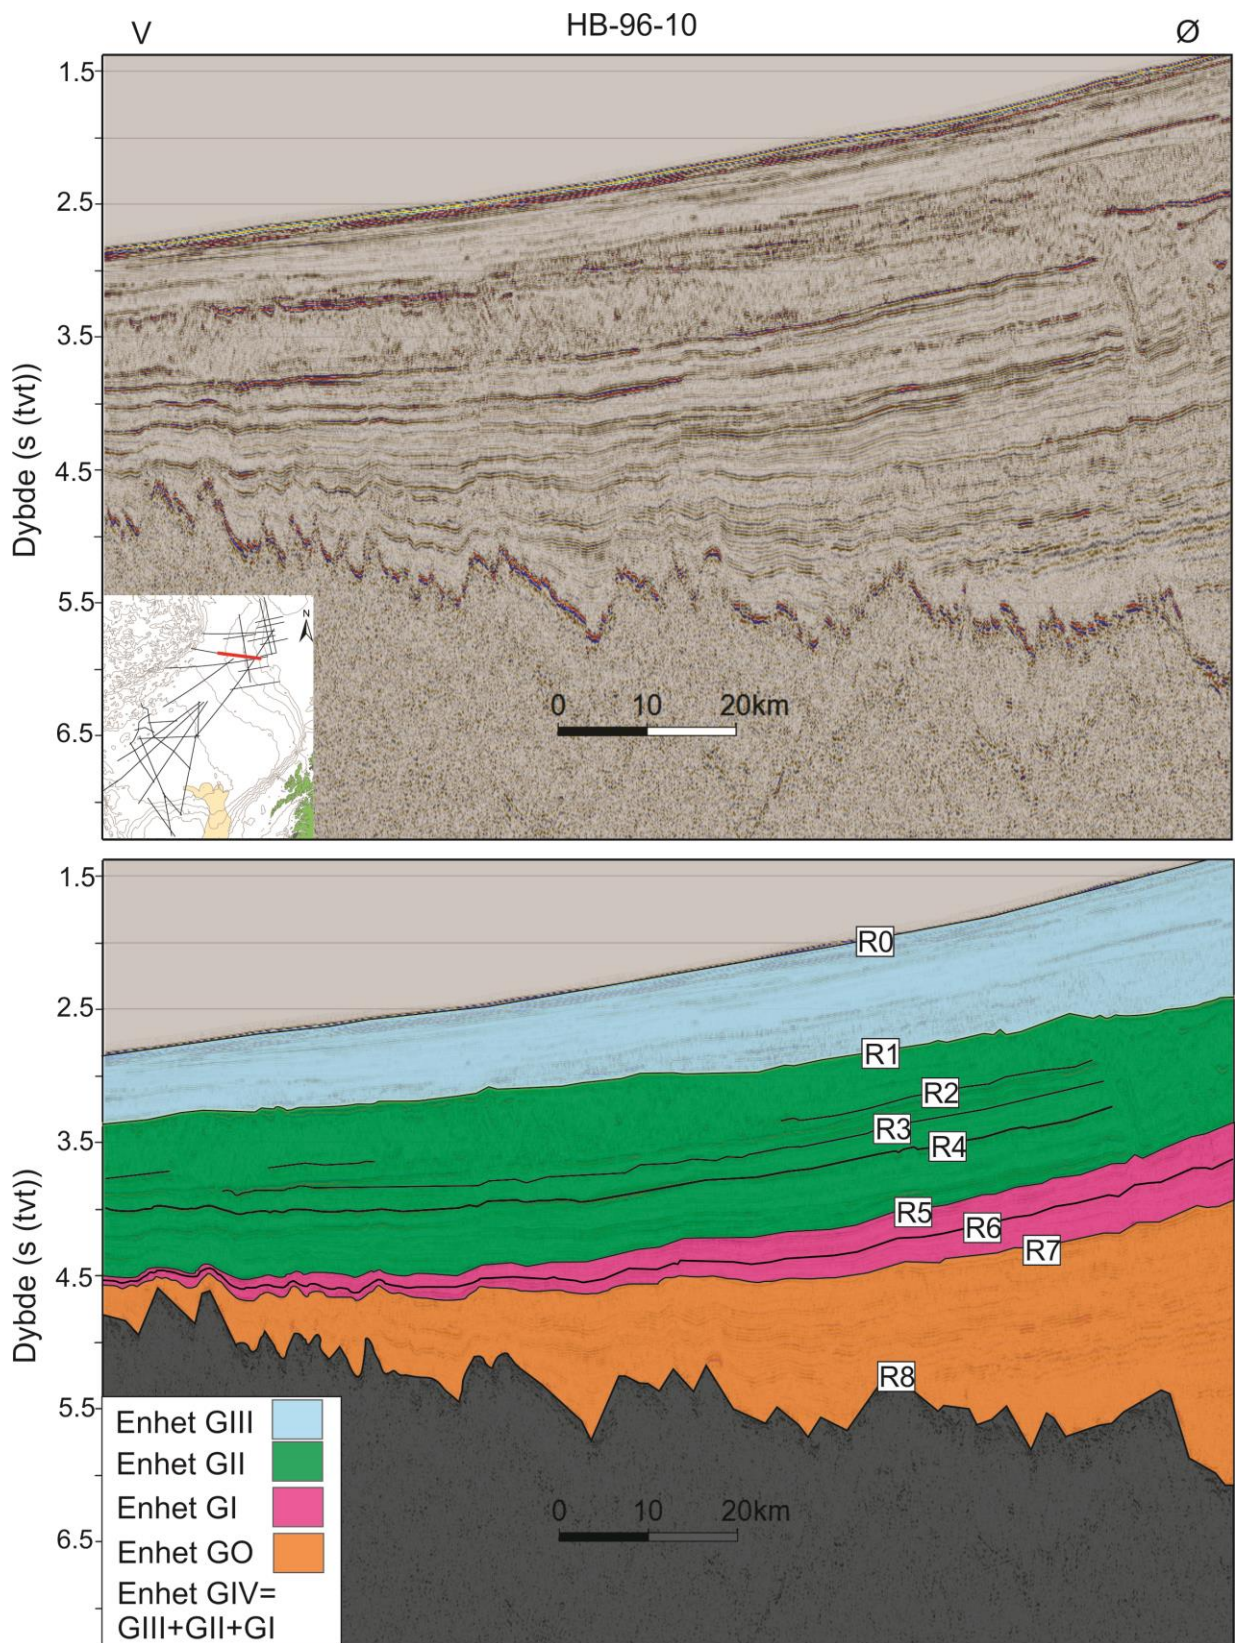 HB-96-10
V
Ø
Dybde (s (tvt))
1.5
2.5
3.5
4.5
5.5
6.5
N
0 10 20km
Dybde (s (tvt))
1.5
2.5
3.5
4.5
5.5
6.5
R0
R1
R2
R3
R4
R5
R6
R7
R8
0 10 20km
Enhet GIII
Enhet GII
Enhet GI
Enhet GO
Enhet GIV=
GIII+GII+GI